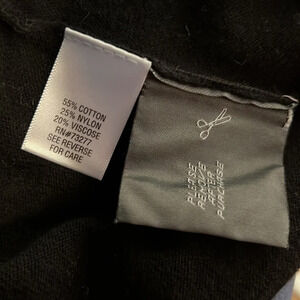 55% COTTON
25% NYLON
20% VISCOSE
RN#73277
SEE REVERSE
FOR CARE
PLEASE
REMOVE
AFTER
PURCHASE